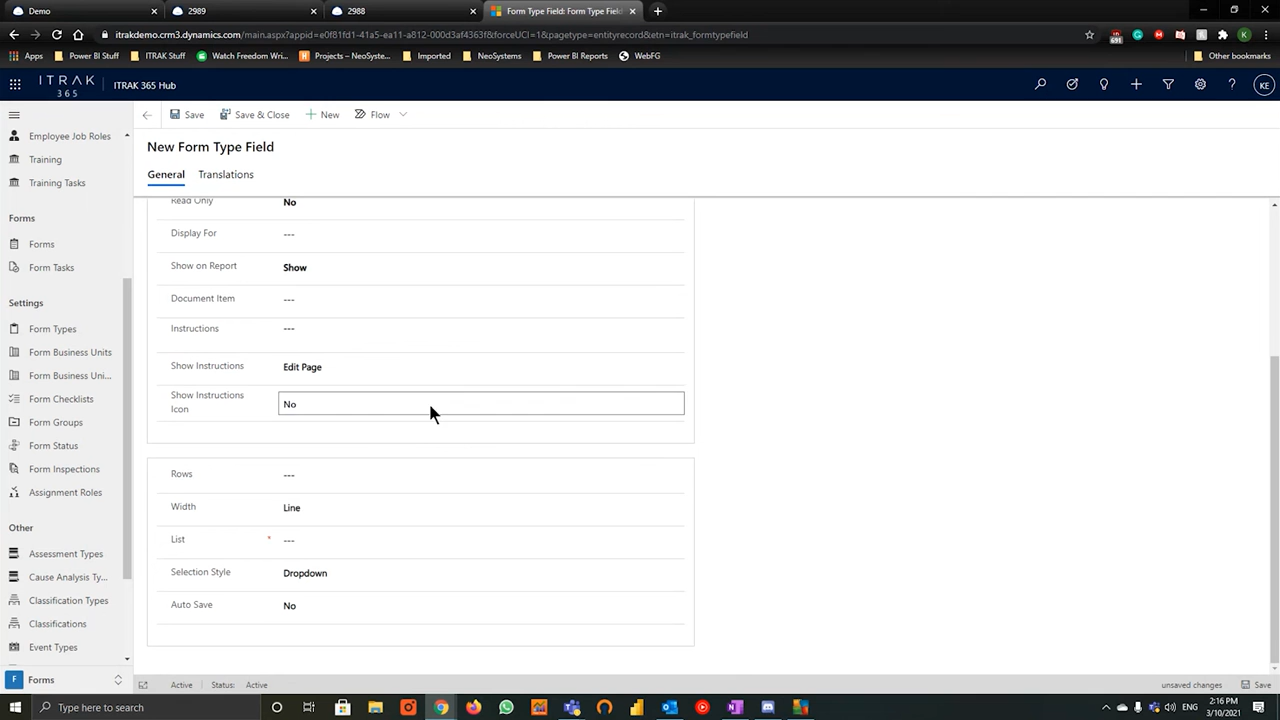 Demo
2989
2988
Form Type Field: Form Type Field
itrakdemo.crm3.dynamics.com/main.aspx?appid=e0f81fd1-41a5-ea11-a812-000d3af4363f&forceUCI=1&pagetype=entityrecord&etn=itrak_formtypefield
691
K
Apps
Power BI Stuff
ITRAK Stuff
Watch Freedom Wri...
Projects – NeoSyste...
Imported
NeoSystems
Power BI Reports
WebFG
Other bookmarks
ITRAK
365
ITRAK 365 Hub
KE
Save
Save & Close
New
Flow
New Form Type Field
General
Translations
Employee Job Roles
Training
Training Tasks
Forms
Forms
Form Tasks
Settings
Form Types
Form Business Units
Form Business Uni...
Form Checklists
Form Groups
Form Status
Form Inspections
Assignment Roles
Other
Assessment Types
Cause Analysis Ty...
Classification Types
Classifications
Event Types
F Forms
Read Only No
Display For ---
Show on Report Show
Document Item ---
Instructions ---
Show Instructions Edit Page
Show Instructions Icon No
Rows ---
Width Line
List * ---
Selection Style Dropdown
Auto Save No
Active
Status: Active
unsaved changes
Save
Type here to search
ENG
2:16 PM
3/10/2021